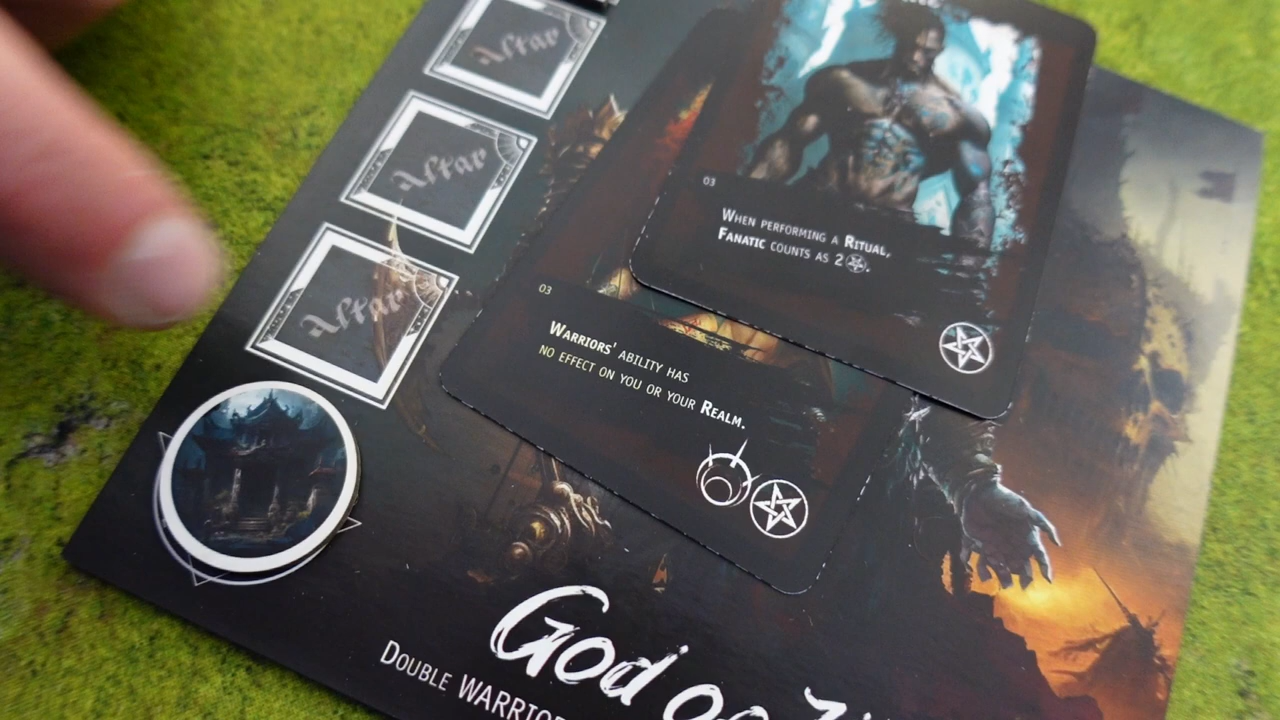 Altar
Altar
Altar
03
When performing a Ritual,
Fanatic counts as 2.
03
Warriors' ability has
no effect on you or your Realm.
God of
Double